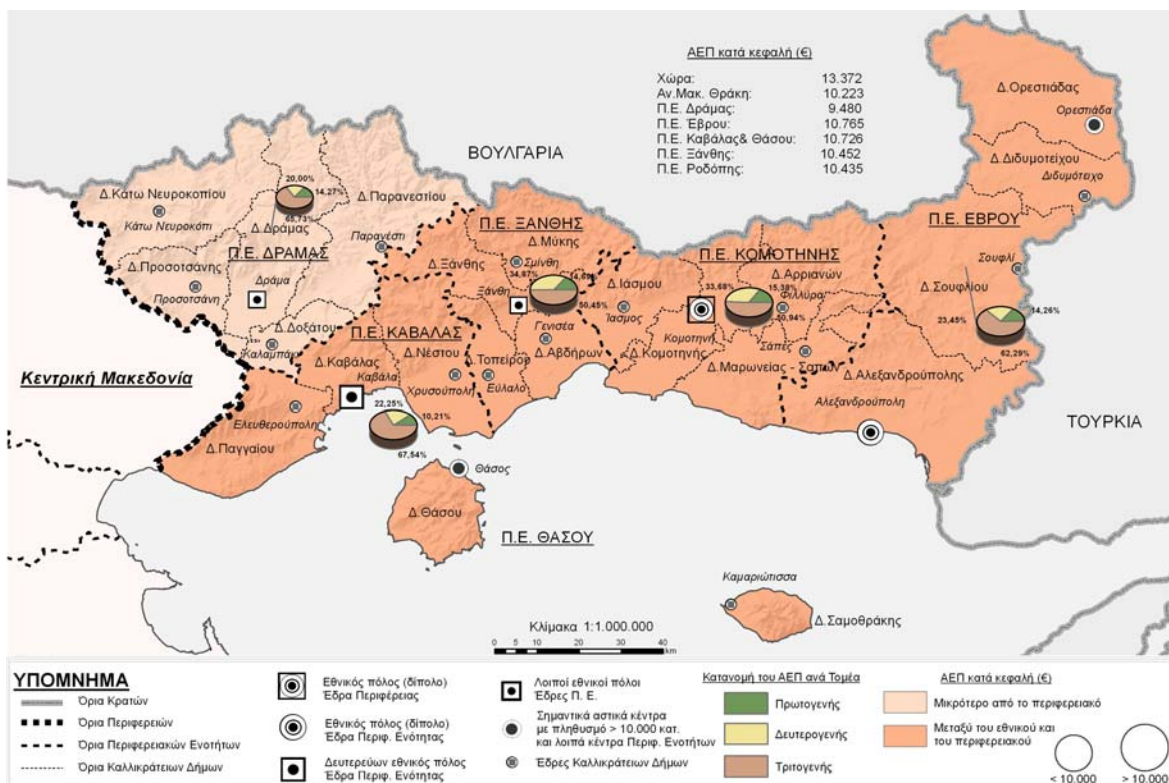 ΑΕΠ κατά κεφαλή (€)
Χώρα: 13.372
Αν.Μακ. Θράκη: 10.223
Π.Ε. Δράμας: 9.480
Π.Ε. Έβρου: 10.765
Π.Ε. Καβάλας& Θάσου: 10.726
Π.Ε. Ξάνθης: 10.452
Π.Ε. Ροδόπης: 10.435
Δ.Ορεστιάδας
Ορεστιάδα
ΒΟΥΛΓΑΡΙΑ
Δ.Διδυμοτείχου
Διδυμότειχο
Δ.Κάτω Νευροκοπίου
Κάτω Νευροκόπι
20,00%
14,27%
65,73%
Δ.Παρανεστίου
Παρανέστι
Δ.Δράμας
Π.Ε. ΔΡΑΜΑΣ
Δράμα
Δ.Προσοτσάνης
Προσοτσάνη
Δ.Δοξάτου
Καλαμπάκι
Π.Ε. ΞΑΝΘΗΣ
Δ.Μύκης
Σμίνθη
Δ.Ξάνθης
34,87%
14,69%
50,45%
Ξάνθη
Γενισέα
Δ.Αβδήρων
Δ.Τοπείρου
Εύλαλο
Π.Ε. ΚΟΜΟΤΗΝΗΣ
Δ.Ιάσμου
Ίασμος
Δ.Αρριανών
Φιλλύρα
33,68%
15,38%
50,94%
Κομοτηνή
Δ.Κομοτηνής
Σάπες
Δ.Μαρωνείας - Σαπών
Π.Ε. ΕΒΡΟΥ
Σουφλί
Δ.Σουφλίου
23,45%
14,26%
62,29%
Δ.Αλεξανδρούπολης
Αλεξανδρούπολη
ΤΟΥΡΚΙΑ
Π.Ε. ΚΑΒΑΛΑΣ
Δ.Καβάλας
Καβάλα
Δ.Νέστου
Χρυσούπολη
22,25%
10,21%
67,54%
Κεντρική Μακεδονία
Ελευθερούπολη
Δ.Παγγαίου
Θάσος
Δ.Θάσου
Π.Ε. ΘΑΣΟΥ
Καμαριώτισσα
Δ.Σαμοθράκης
Κλίμακα 1:1.000.000
0 5 10 20 30 40
km
ΥΠΟΜΝΗΜΑ
Όρια Κρατών
Όρια Περιφερειών
Όρια Περιφερειακών Ενοτήτων
Όρια Καλλικράτειων Δήμων
Εθνικός πόλος (δίπολο)
Έδρα Περιφέρειας
Εθνικός πόλος (δίπολο)
Έδρα Περιφ. Ενότητας
Δευτερεύων εθνικός πόλος
Έδρα Περιφ. Ενότητας
Λοιποί εθνικοί πόλοι
Έδρες Π. Ε.
Σημαντικά αστικά κέντρα
με πληθυσμό > 10.000 κατ.
και λοιπά κέντρα Περιφ. Ενοτήτων
Έδρες Καλλικράτειων Δήμων
Κατανομή του ΑΕΠ ανά Τομέα
Πρωτογενής
Δευτερογενής
Τριτογενής
ΑΕΠ κατά κεφαλή (€)
Μικρότερο από το περιφερειακό
Μεταξύ του εθνικού και
του περιφερειακού
< 10.000
> 10.000